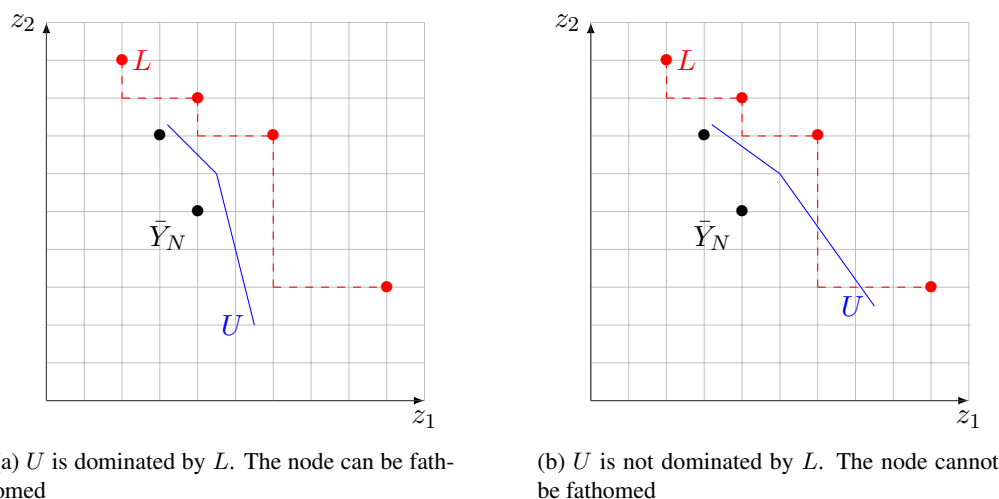 z₂
L
Ȳ_N
U
z₁
z₂
L
Ȳ_N
U
z₁
a) U is dominated by L. The node can be fath-
omed
(b) U is not dominated by L. The node cannot
be fathomed